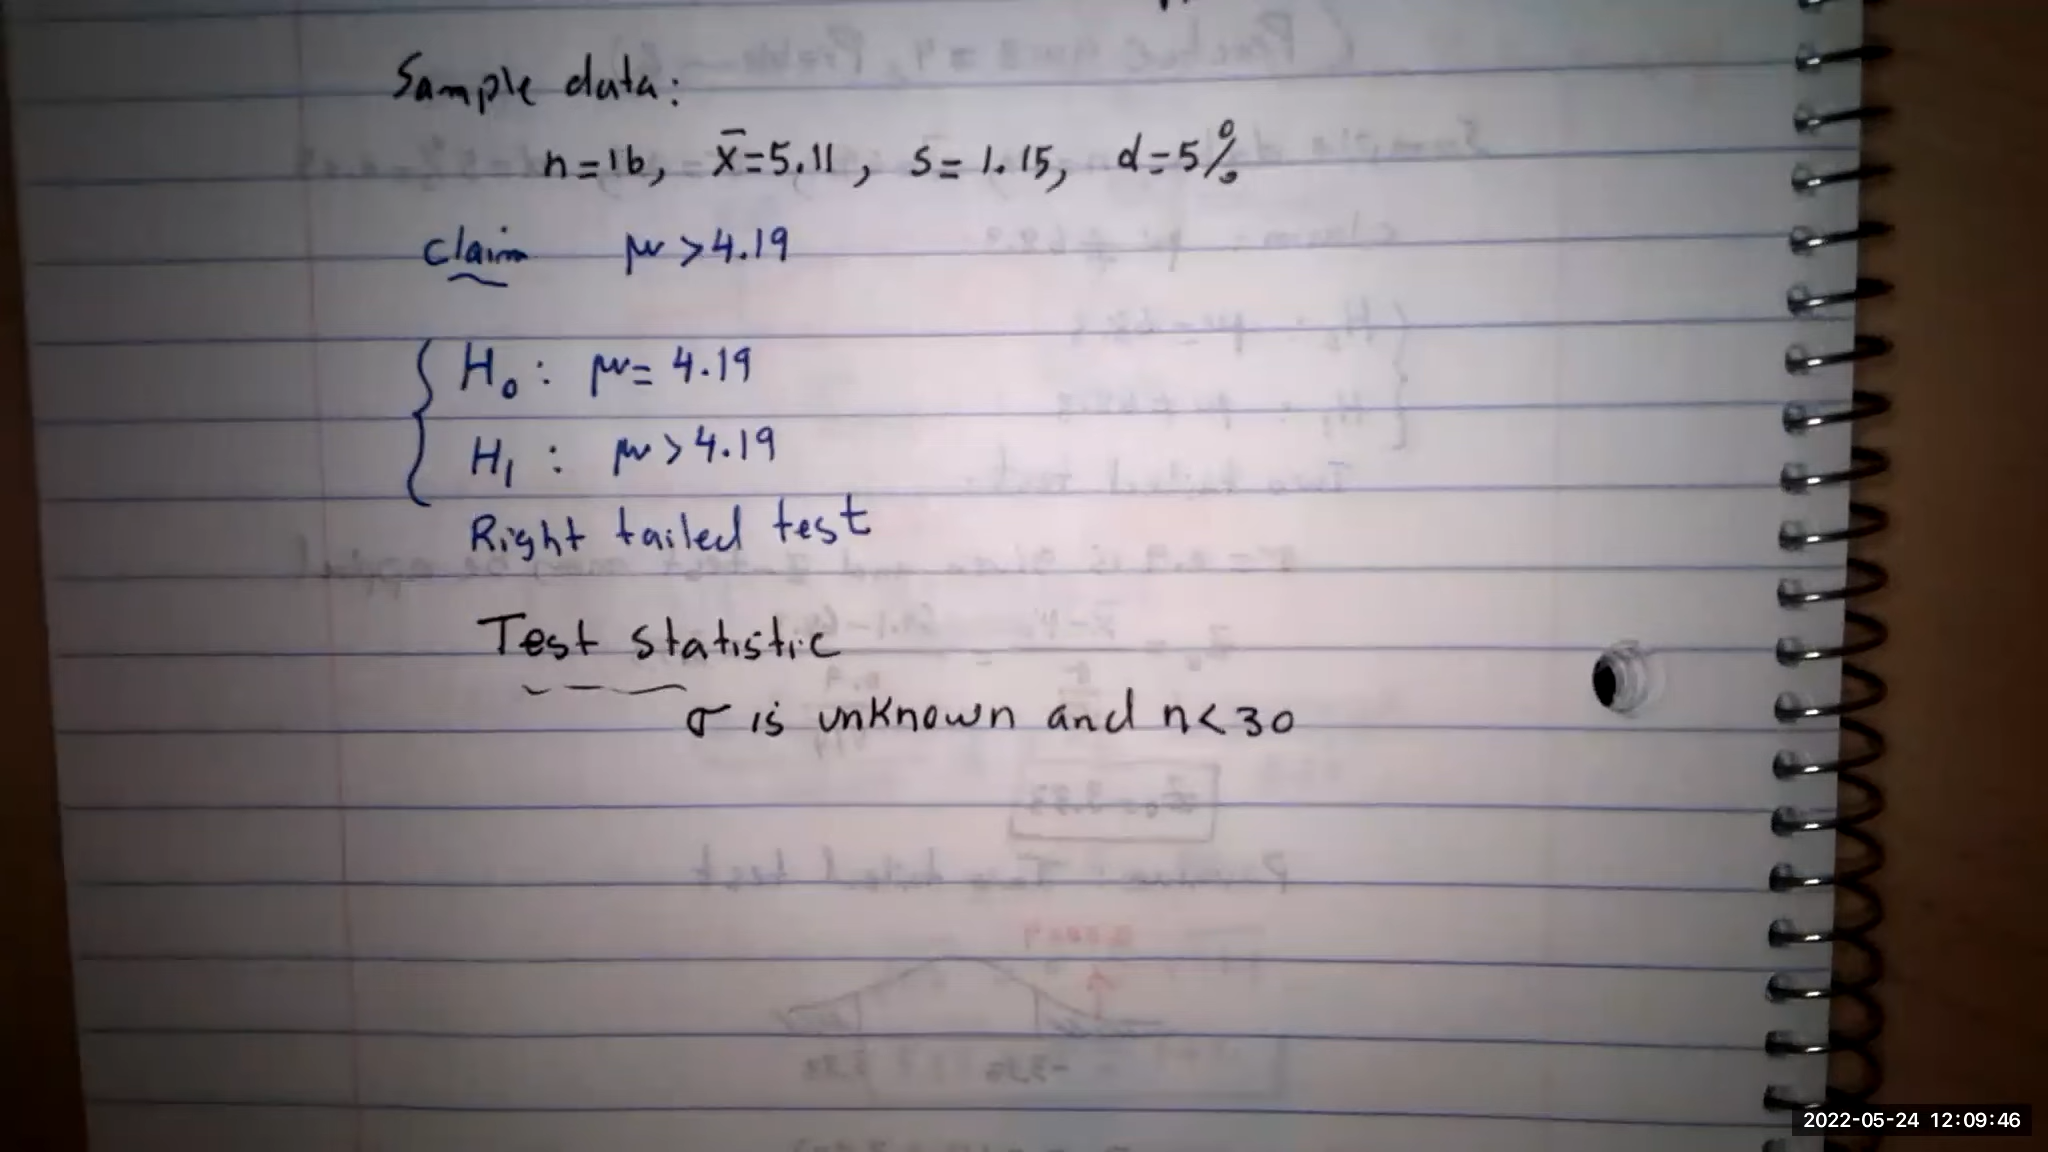 Sample data:
n=16, x̄=5.11, s=1.15, α=5%
claim μ>4.19
H₀: μ= 4.19
H₁: μ>4.19
Right tailed test
Test statistic
σ is unknown and n<30
2022-05-24 12:09:46